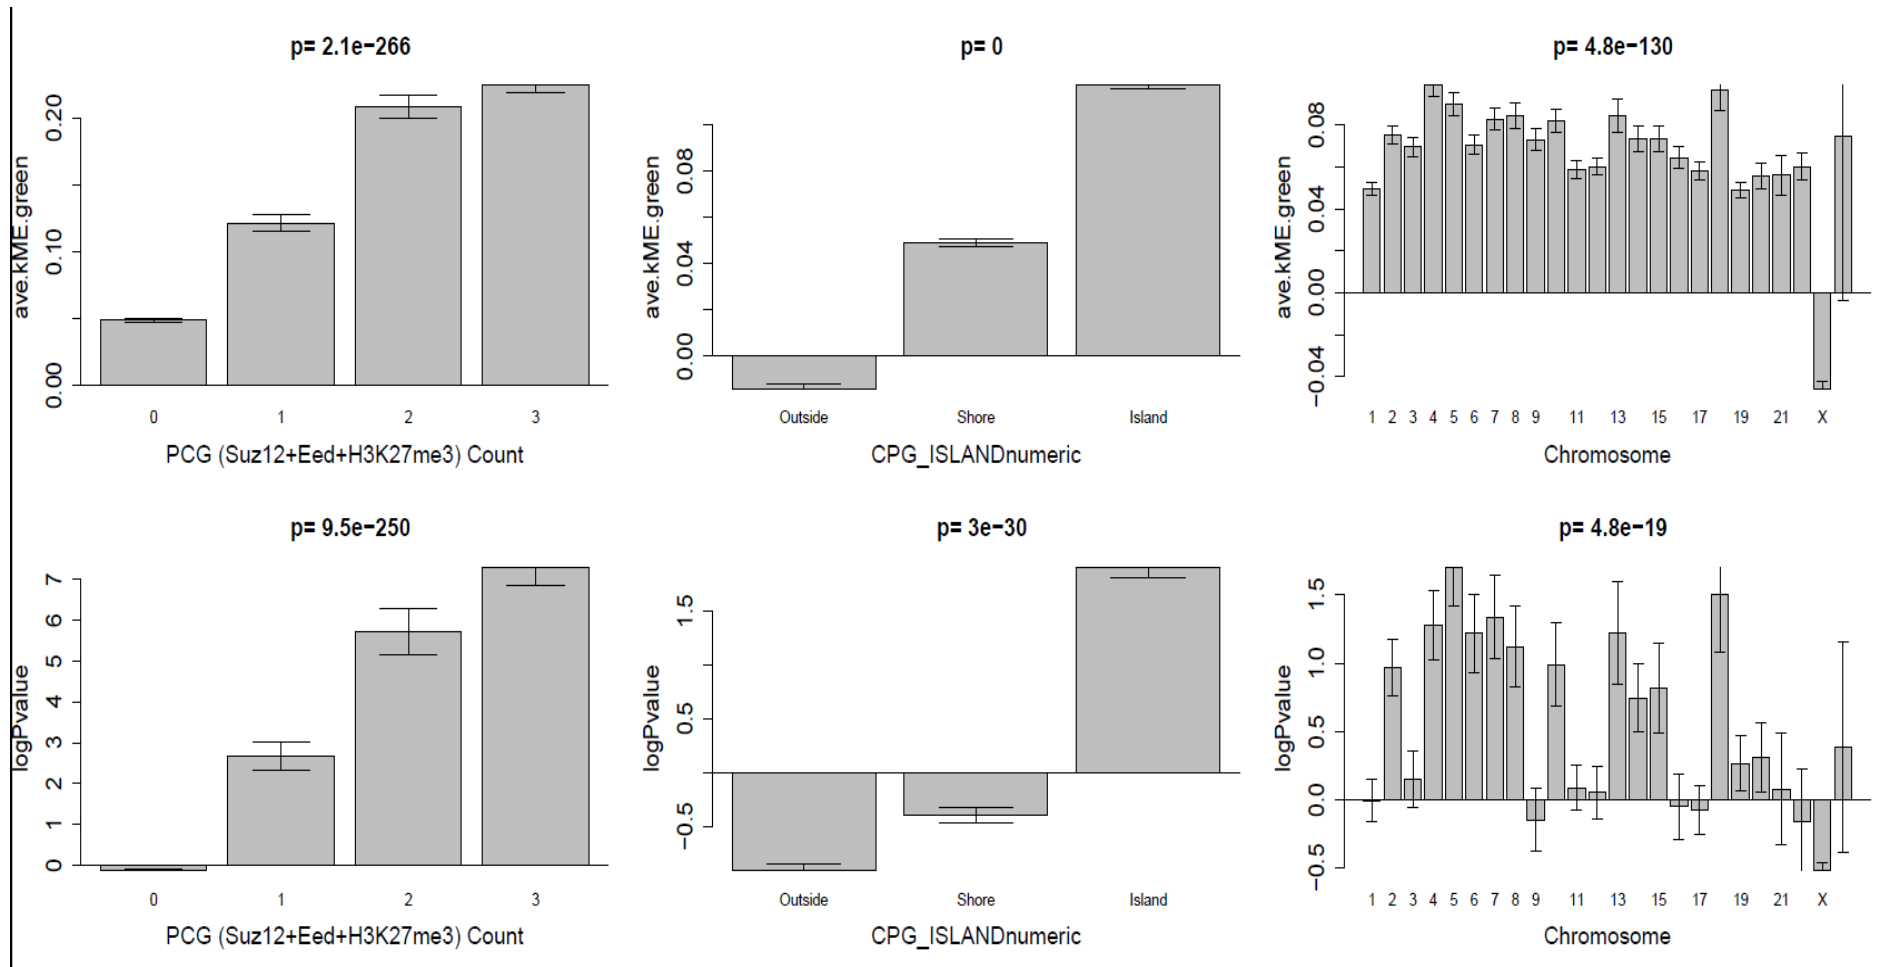 p= 2.1e−266
ave.kME.green
0.20
0.10
0.00
0 1 2 3
PCG (Suz12+Eed+H3K27me3) Count
p= 0
ave.kME.green
0.08
0.04
0.00
Outside Shore Island
CPG_ISLANDnumeric
p= 4.8e−130
ave.kME.green
0.08
0.04
0.00
−0.04
1 2 3 4 5 6 7 8 9 11 13 15 17 19 21 X
Chromosome
p= 9.5e−250
logPvalue
7
6
5
4
3
2
1
0
0 1 2 3
PCG (Suz12+Eed+H3K27me3) Count
p= 3e−30
logPvalue
1.5
0.5
−0.5
Outside Shore Island
CPG_ISLANDnumeric
p= 4.8e−19
logPvalue
1.5
1.0
0.5
0.0
−0.5
1 2 3 4 5 6 7 8 9 11 13 15 17 19 21 X
Chromosome